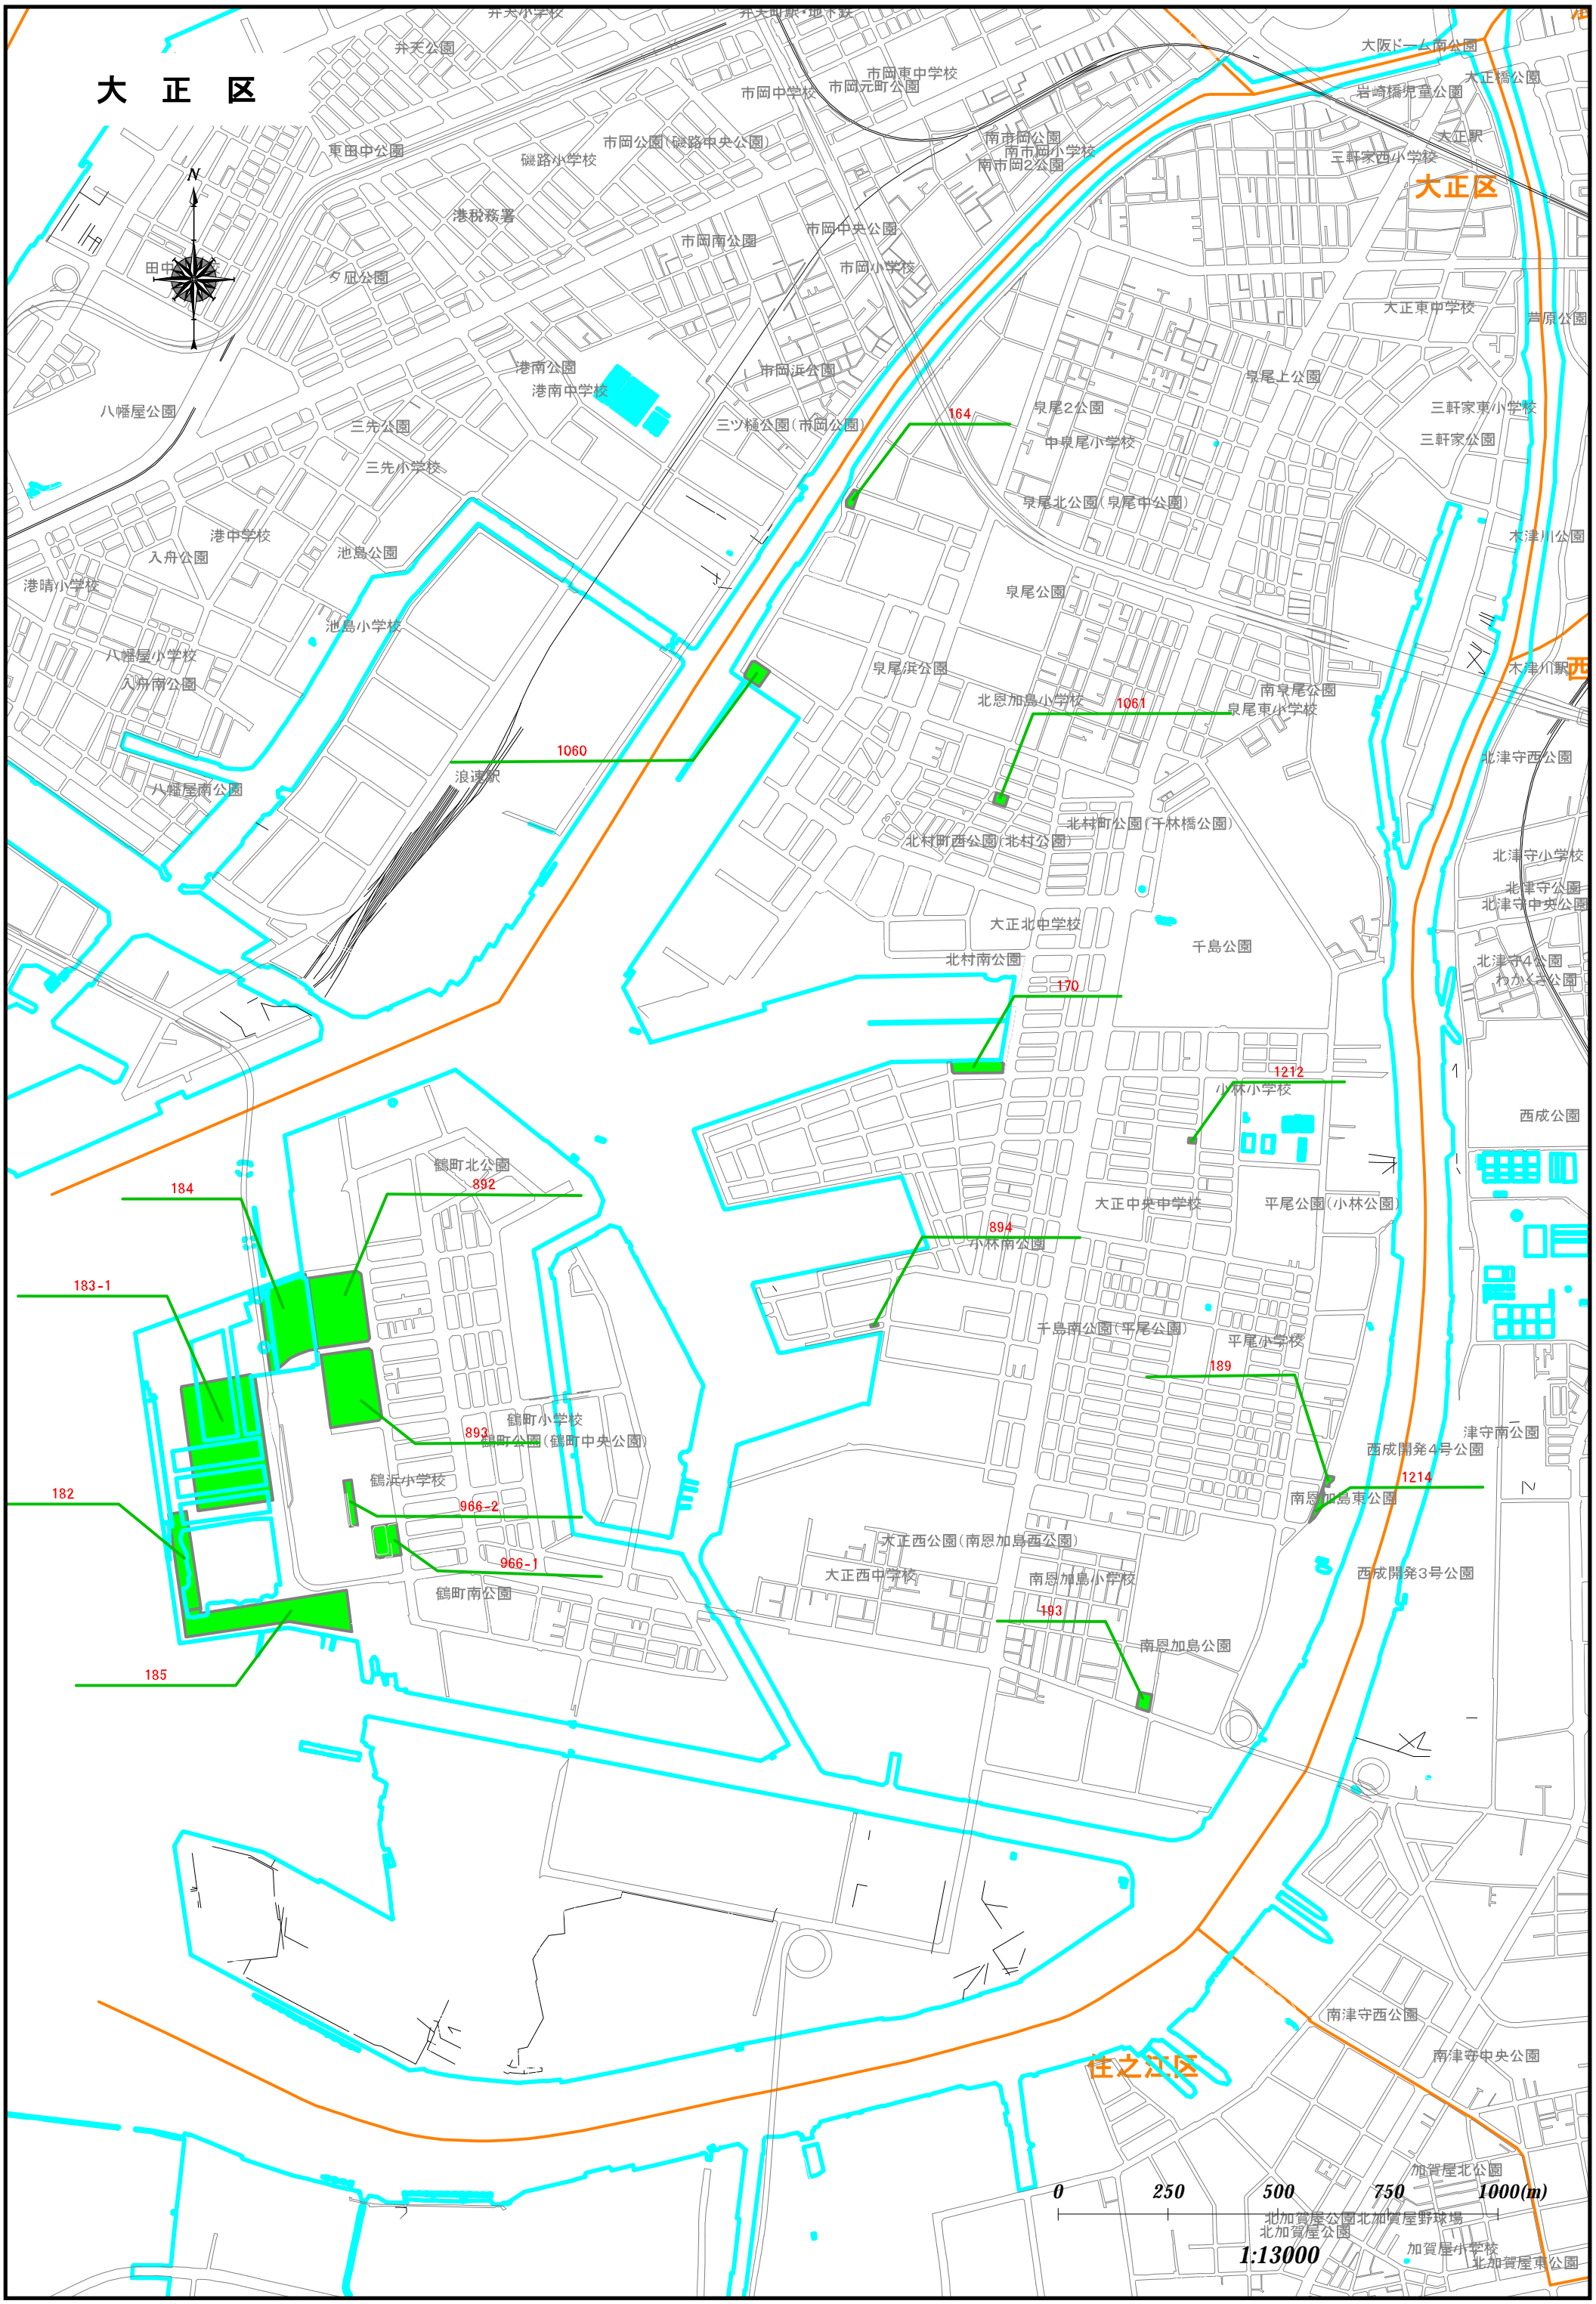 弁天小学校
弁天町駅・地下鉄
弁天公園
大阪ドーム南公園
大正区
市岡東中学校
市岡元町公園
市岡中学校
大正橋公園
岩崎橋児童公園
東田中公園
磯路小学校
市岡公園(磯路中央公園)
南市岡公園
南市岡小学校
南市岡2公園
大正駅
三軒家西小学校
大正区
N
港税務署
市岡南公園
市岡中央公園
市岡小学校
夕凪公園
大正東中学校
芦原公園
港南公園
港南中学校
市岡浜公園
泉尾上公園
八幡屋公園
三先公園
三ツ樋公園(市岡公園)
164
泉尾2公園
中泉尾小学校
三軒家東小学校
三軒家公園
三先小学校
泉尾北公園(泉尾中公園)
港中学校
入舟公園
池島公園
木津川公園
港晴小学校
泉尾公園
池島小学校
八幡屋小学校
入舟南公園
泉尾浜公園
北恩加島小学校
1061
南泉尾公園
泉尾東小学校
木津川駅
西
1060
浪速駅
八幡屋南公園
北津守西公園
北村町公園(千林橋公園)
北村町西公園(北村公園)
北津守小学校
北津守公園
北津守中央公園
大正北中学校
千島公園
北村南公園
北津守4公園
わかくさ公園
170
1212
小林小学校
西成公園
鶴町北公園
184
892
大正中央中学校
平尾公園(小林公園)
894
小林南公園
183-1
千島南公園(平尾公園)
平尾小学校
189
893
鶴町小学校
鶴町公園(鶴町中央公園)
津守南公園
西成開発4号公園
鶴浜小学校
1214
182
966-2
南恩加島東公園
966-1
大正西公園(南恩加島西公園)
大正西中学校
南恩加島小学校
西成開発3号公園
鶴町南公園
193
南恩加島公園
185
南津守西公園
南津守中央公園
住之江区
加賀屋北公園
0 250 500 750 1000(m)
北加賀屋公園北加賀屋野球場
北加賀屋公園
加賀屋小学校
1:13000
北加賀屋東公園